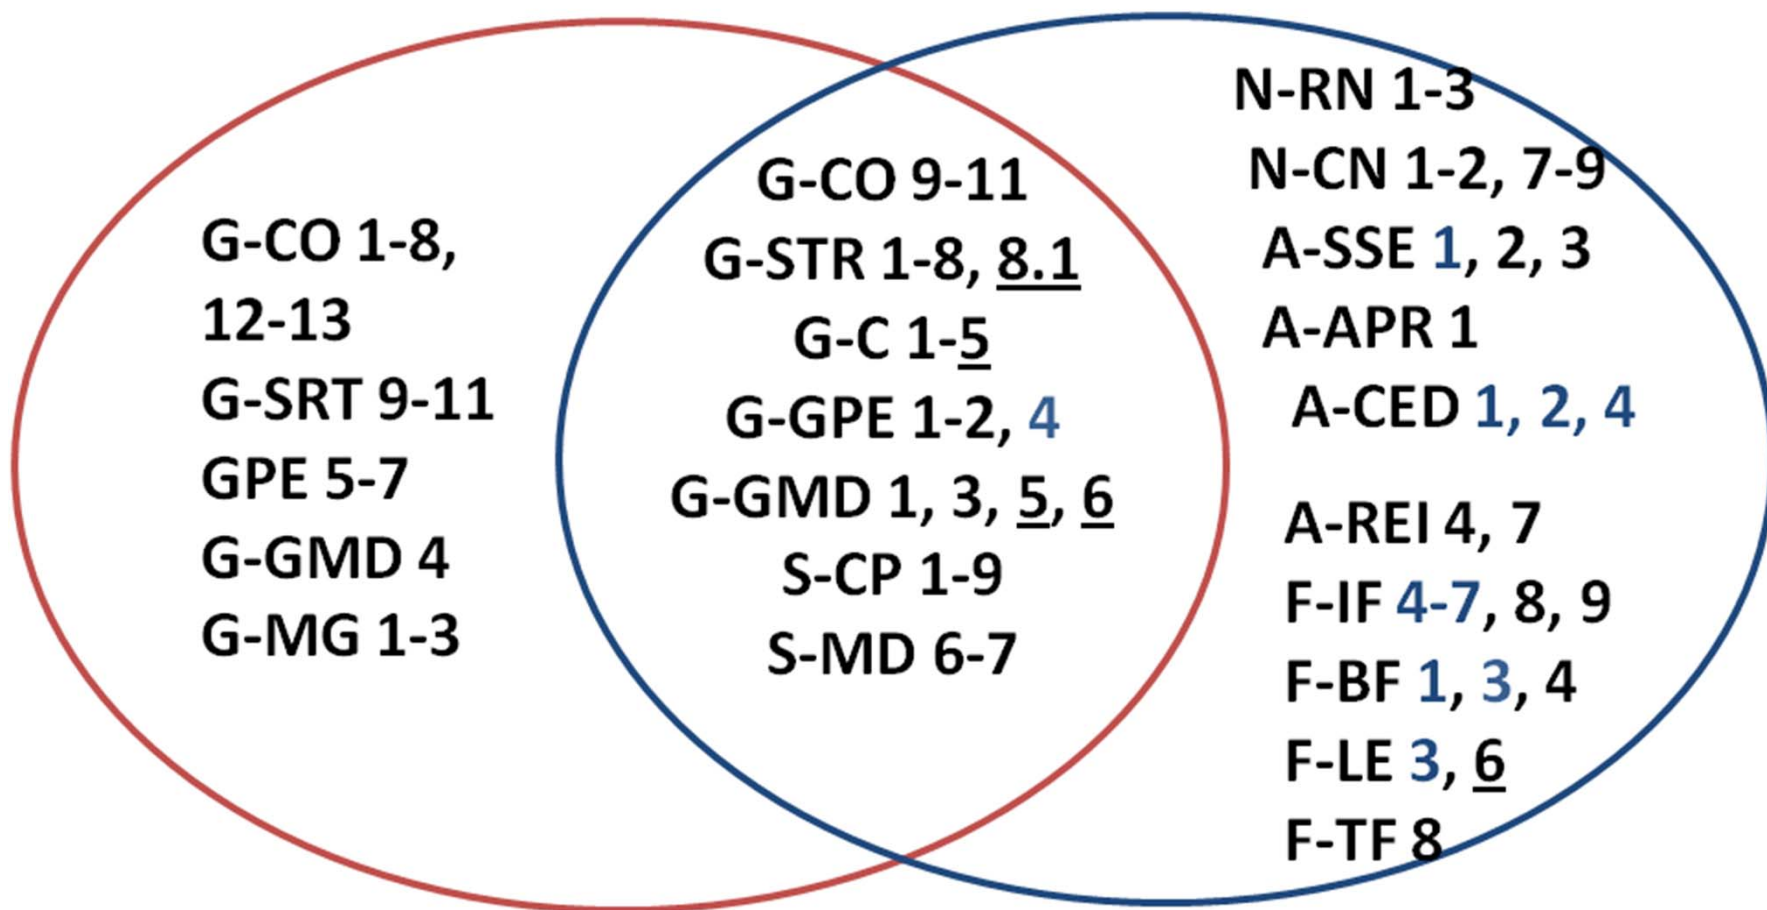 G-CO 1-8,
12-13
G-SRT 9-11
GPE 5-7
G-GMD 4
G-MG 1-3
G-CO 9-11
G-STR 1-8, 8.1
G-C 1-5
G-GPE 1-2, 4
G-GMD 1, 3, 5, 6
S-CP 1-9
S-MD 6-7
N-RN 1-3
N-CN 1-2, 7-9
A-SSE 1, 2, 3
A-APR 1
A-CED 1, 2, 4
A-REI 4, 7
F-IF 4-7, 8, 9
F-BF 1, 3, 4
F-LE 3, 6
F-TF 8